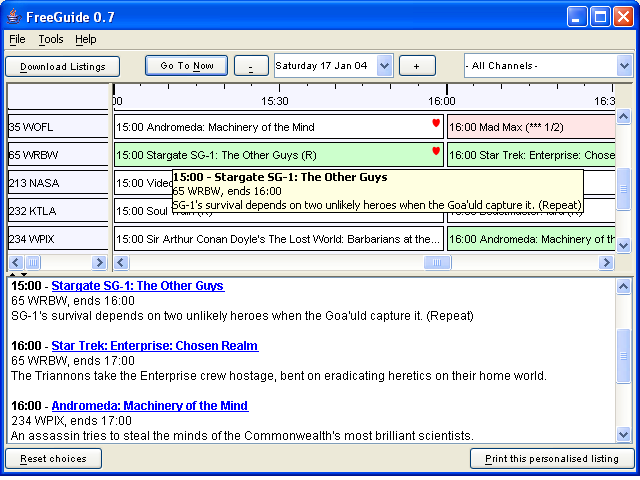 FreeGuide 0.7
File Tools Help
Download Listings Go To Now - Saturday 17 Jan 04 + - All Channels -
00 15:30 16:00 16:3
35 WOFL 15:00 Andromeda: Machinery of the Mind 16:00 Mad Max (*** 1/2)
65 WRBW 15:00 Stargate SG-1: The Other Guys (R) 16:00 Star Trek: Enterprise: Chose
15:00 - Stargate SG-1: The Other Guys
213 NASA 15:00 Video
65 WRBW, ends 16:00
SG-1's survival depends on two unlikely heroes when the Goa'uld capture it. (Repeat)
232 KTLA 15:00 Soul
234 WPIX 15:00 Sir Arthur Conan Doyle's The Lost World: Barbarians at the... 16:00 Andromeda: Machinery of th
15:00 - Stargate SG-1: The Other Guys
65 WRBW, ends 16:00
SG-1's survival depends on two unlikely heroes when the Goa'uld capture it. (Repeat)
16:00 - Star Trek: Enterprise: Chosen Realm
65 WRBW, ends 17:00
The Triannons take the Enterprise crew hostage, bent on eradicating heretics on their home world.
16:00 - Andromeda: Machinery of the Mind
234 WPIX, ends 17:00
An assassin tries to steal the minds of the Commonwealth's most brilliant scientists.
Reset choices Print this personalised listing